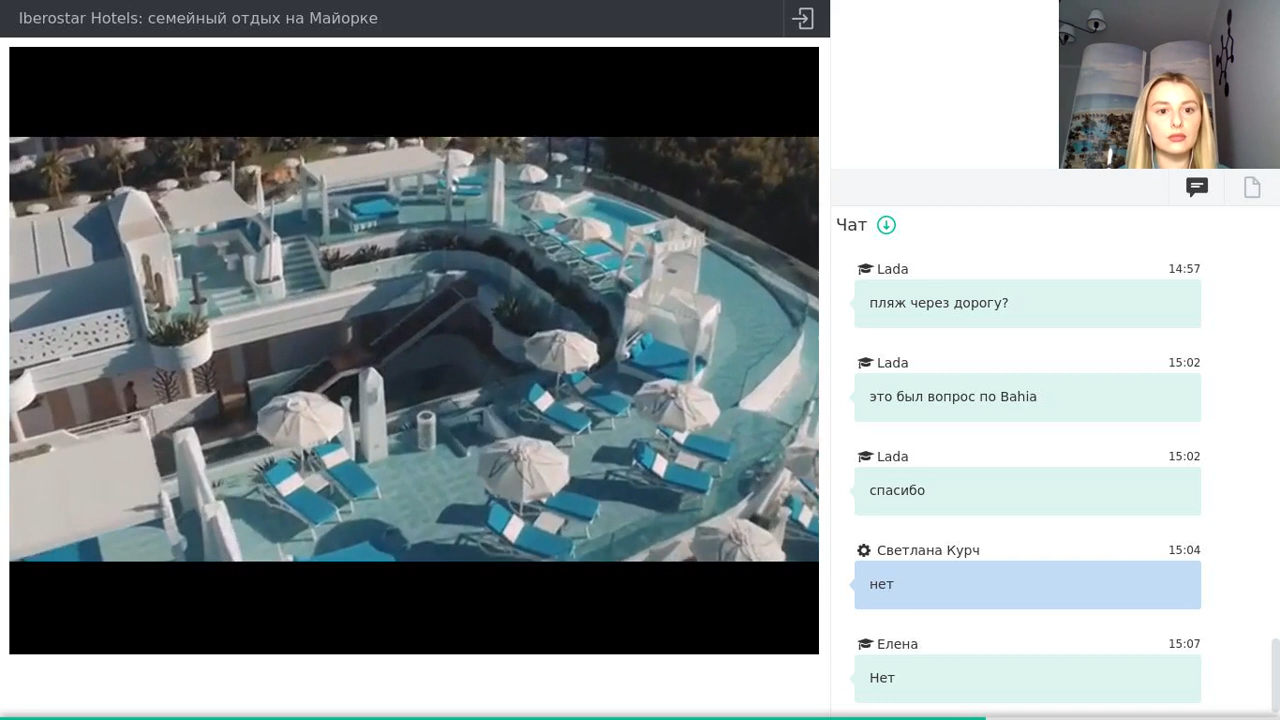 Iberostar Hotels: семейный отдых на Майорке
Чат
Lada 14:57
пляж через дорогу?
Lada 15:02
это был вопрос по Bahia
Lada 15:02
спасибо
Светлана Курч 15:04
нет
Елена 15:07
Нет